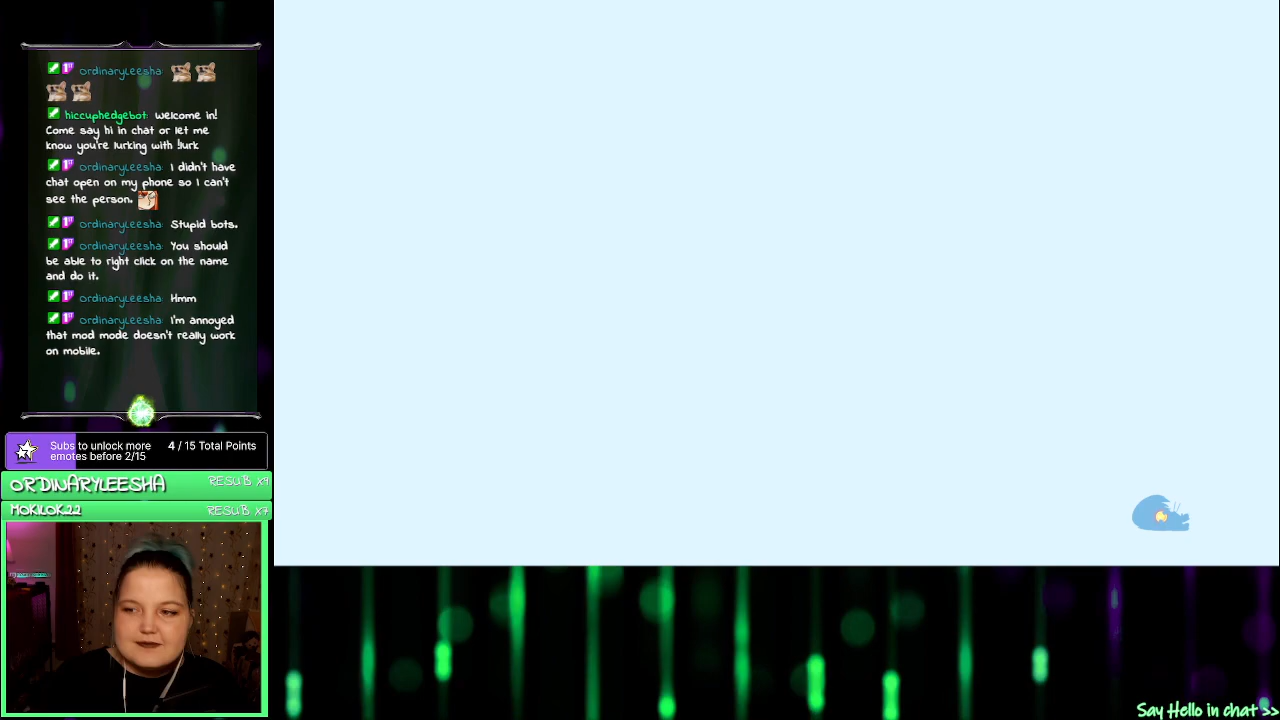 ordinaryleesha:
hiccuphedgebot: Welcome in!
Come say hi in chat or let me
know you're lurking with !lurk
ordinaryleesha: I didn't have
chat open on my phone so I can't
see the person.
ordinaryleesha: Stupid bots.
ordinaryleesha: You should
be able to right click on the name
and do it.
ordinaryleesha: Hmm
ordinaryleesha: I'm annoyed
that mod mode doesn't really work
on mobile.
Subs to unlock more
emotes before 2/15
4 / 15 Total Points
ORDINARYLEESHA RESUB X9
MOKILOK22 RESUB X7
Say Hello in chat >>